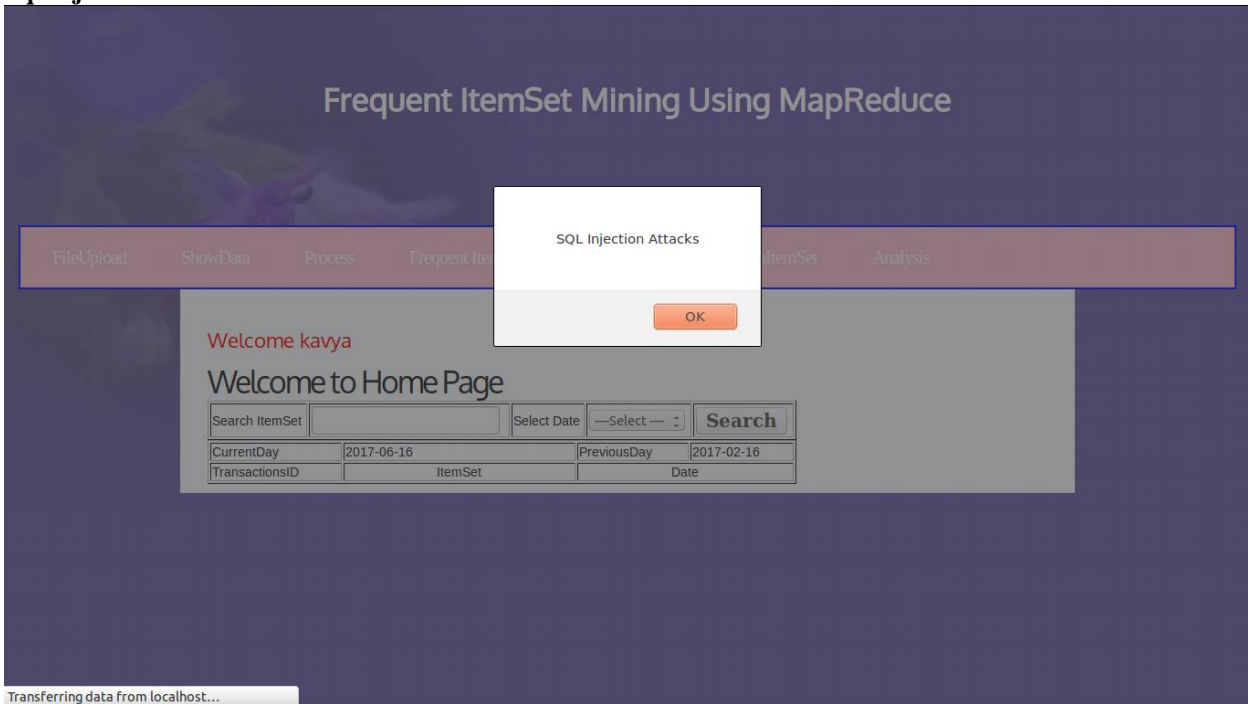 Frequent ItemSet Mining Using MapReduce
SQL Injection Attacks
OK
FileUpload ShowData Process Frequent Analysis
Welcome kavya
Welcome to Home Page
Search ItemSet Select Date ---Select --- Search
CurrentDay 2017-06-16 PreviousDay 2017-02-16
TransactionsID ItemSet Date
Transferring data from localhost...